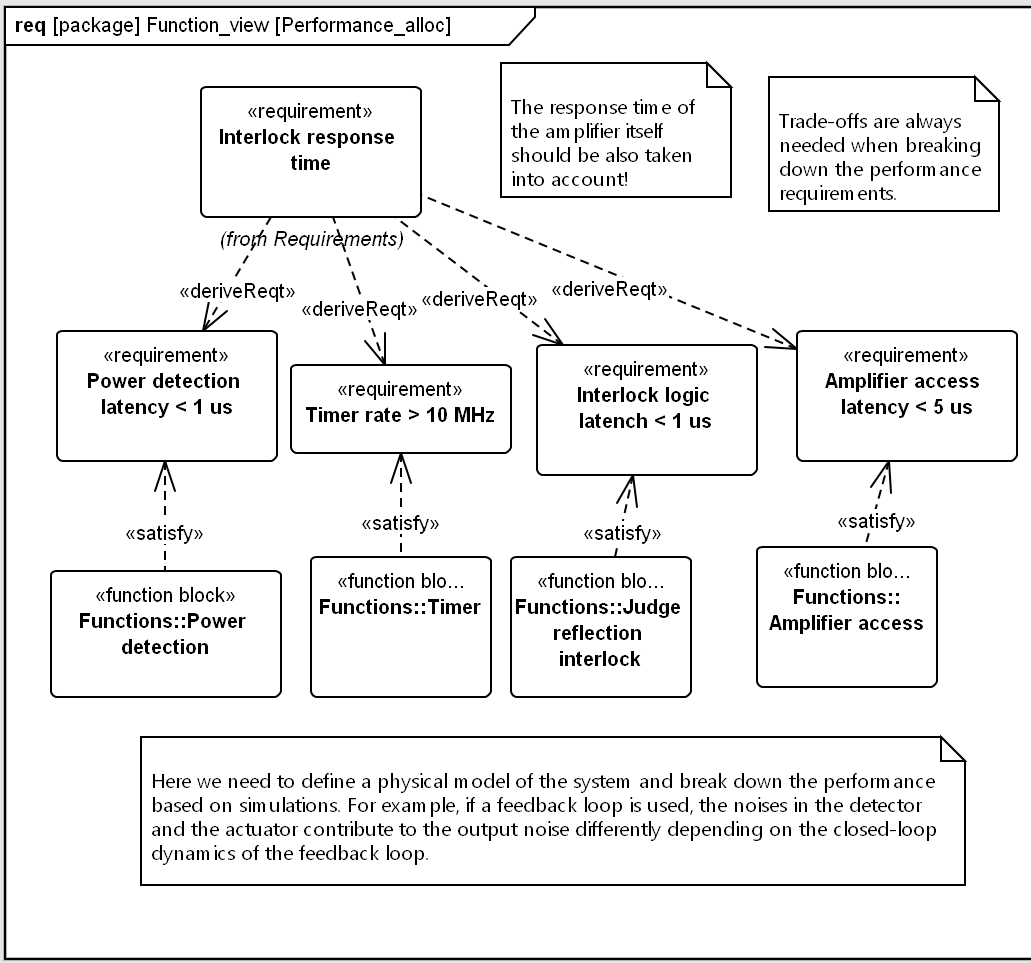 req [package] Function_view [Performance_alloc]
«requirement»
Interlock response
time
(from Requirements)
The response time of
the amplifier itself
should be also taken
into account!
Trade-offs are always
needed when breaking
down the performance
requirements.
«deriveReqt»
«deriveReqt»
«deriveReqt»
«deriveReqt»
«requirement»
Power detection
latency < 1 us
«requirement»
Timer rate > 10 MHz
«requirement»
Interlock logic
latench < 1 us
«requirement»
Amplifier access
latency < 5 us
«satisfy»
«satisfy»
«satisfy»
«satisfy»
«function block»
Functions::Power
detection
«function blo...
Functions::Timer
«function blo...
Functions::Judge
reflection
interlock
«function blo...
Functions::
Amplifier access
Here we need to define a physical model of the system and break down the performance
based on simulations. For example, if a feedback loop is used, the noises in the detector
and the actuator contribute to the output noise differently depending on the closed-loop
dynamics of the feedback loop.